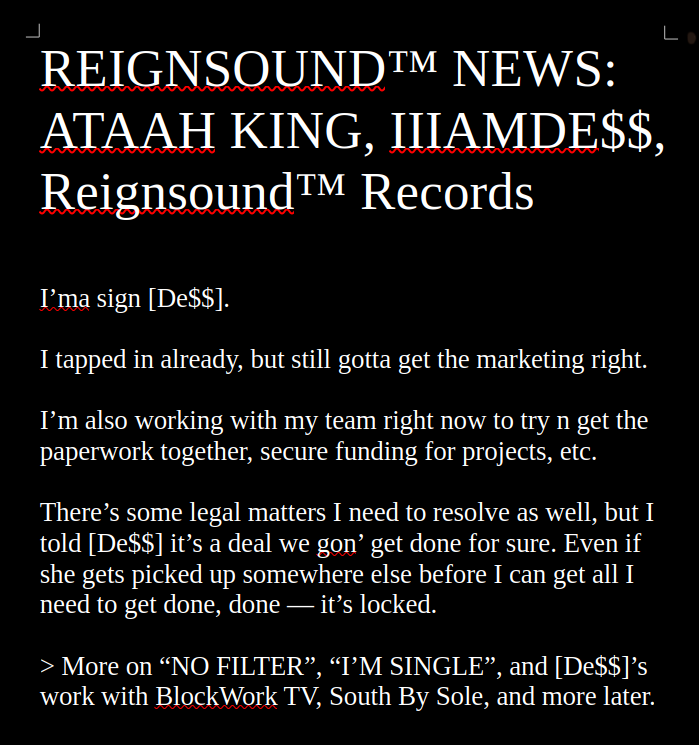 REIGNSOUND™ NEWS:
ATAAH KING, IIIAMDE$$,
Reignsound™ Records
I’ma sign [De$$].
I tapped in already, but still gotta get the marketing right.
I’m also working with my team right now to try n get the
paperwork together, secure funding for projects, etc.
There’s some legal matters I need to resolve as well, but I
told [De$$] it’s a deal we gon’ get done for sure. Even if
she gets picked up somewhere else before I can get all I
need to get done, done — it’s locked.
> More on “NO FILTER”, “I’M SINGLE”, and [De$$]’s
work with BlockWork TV, South By Sole, and more later.